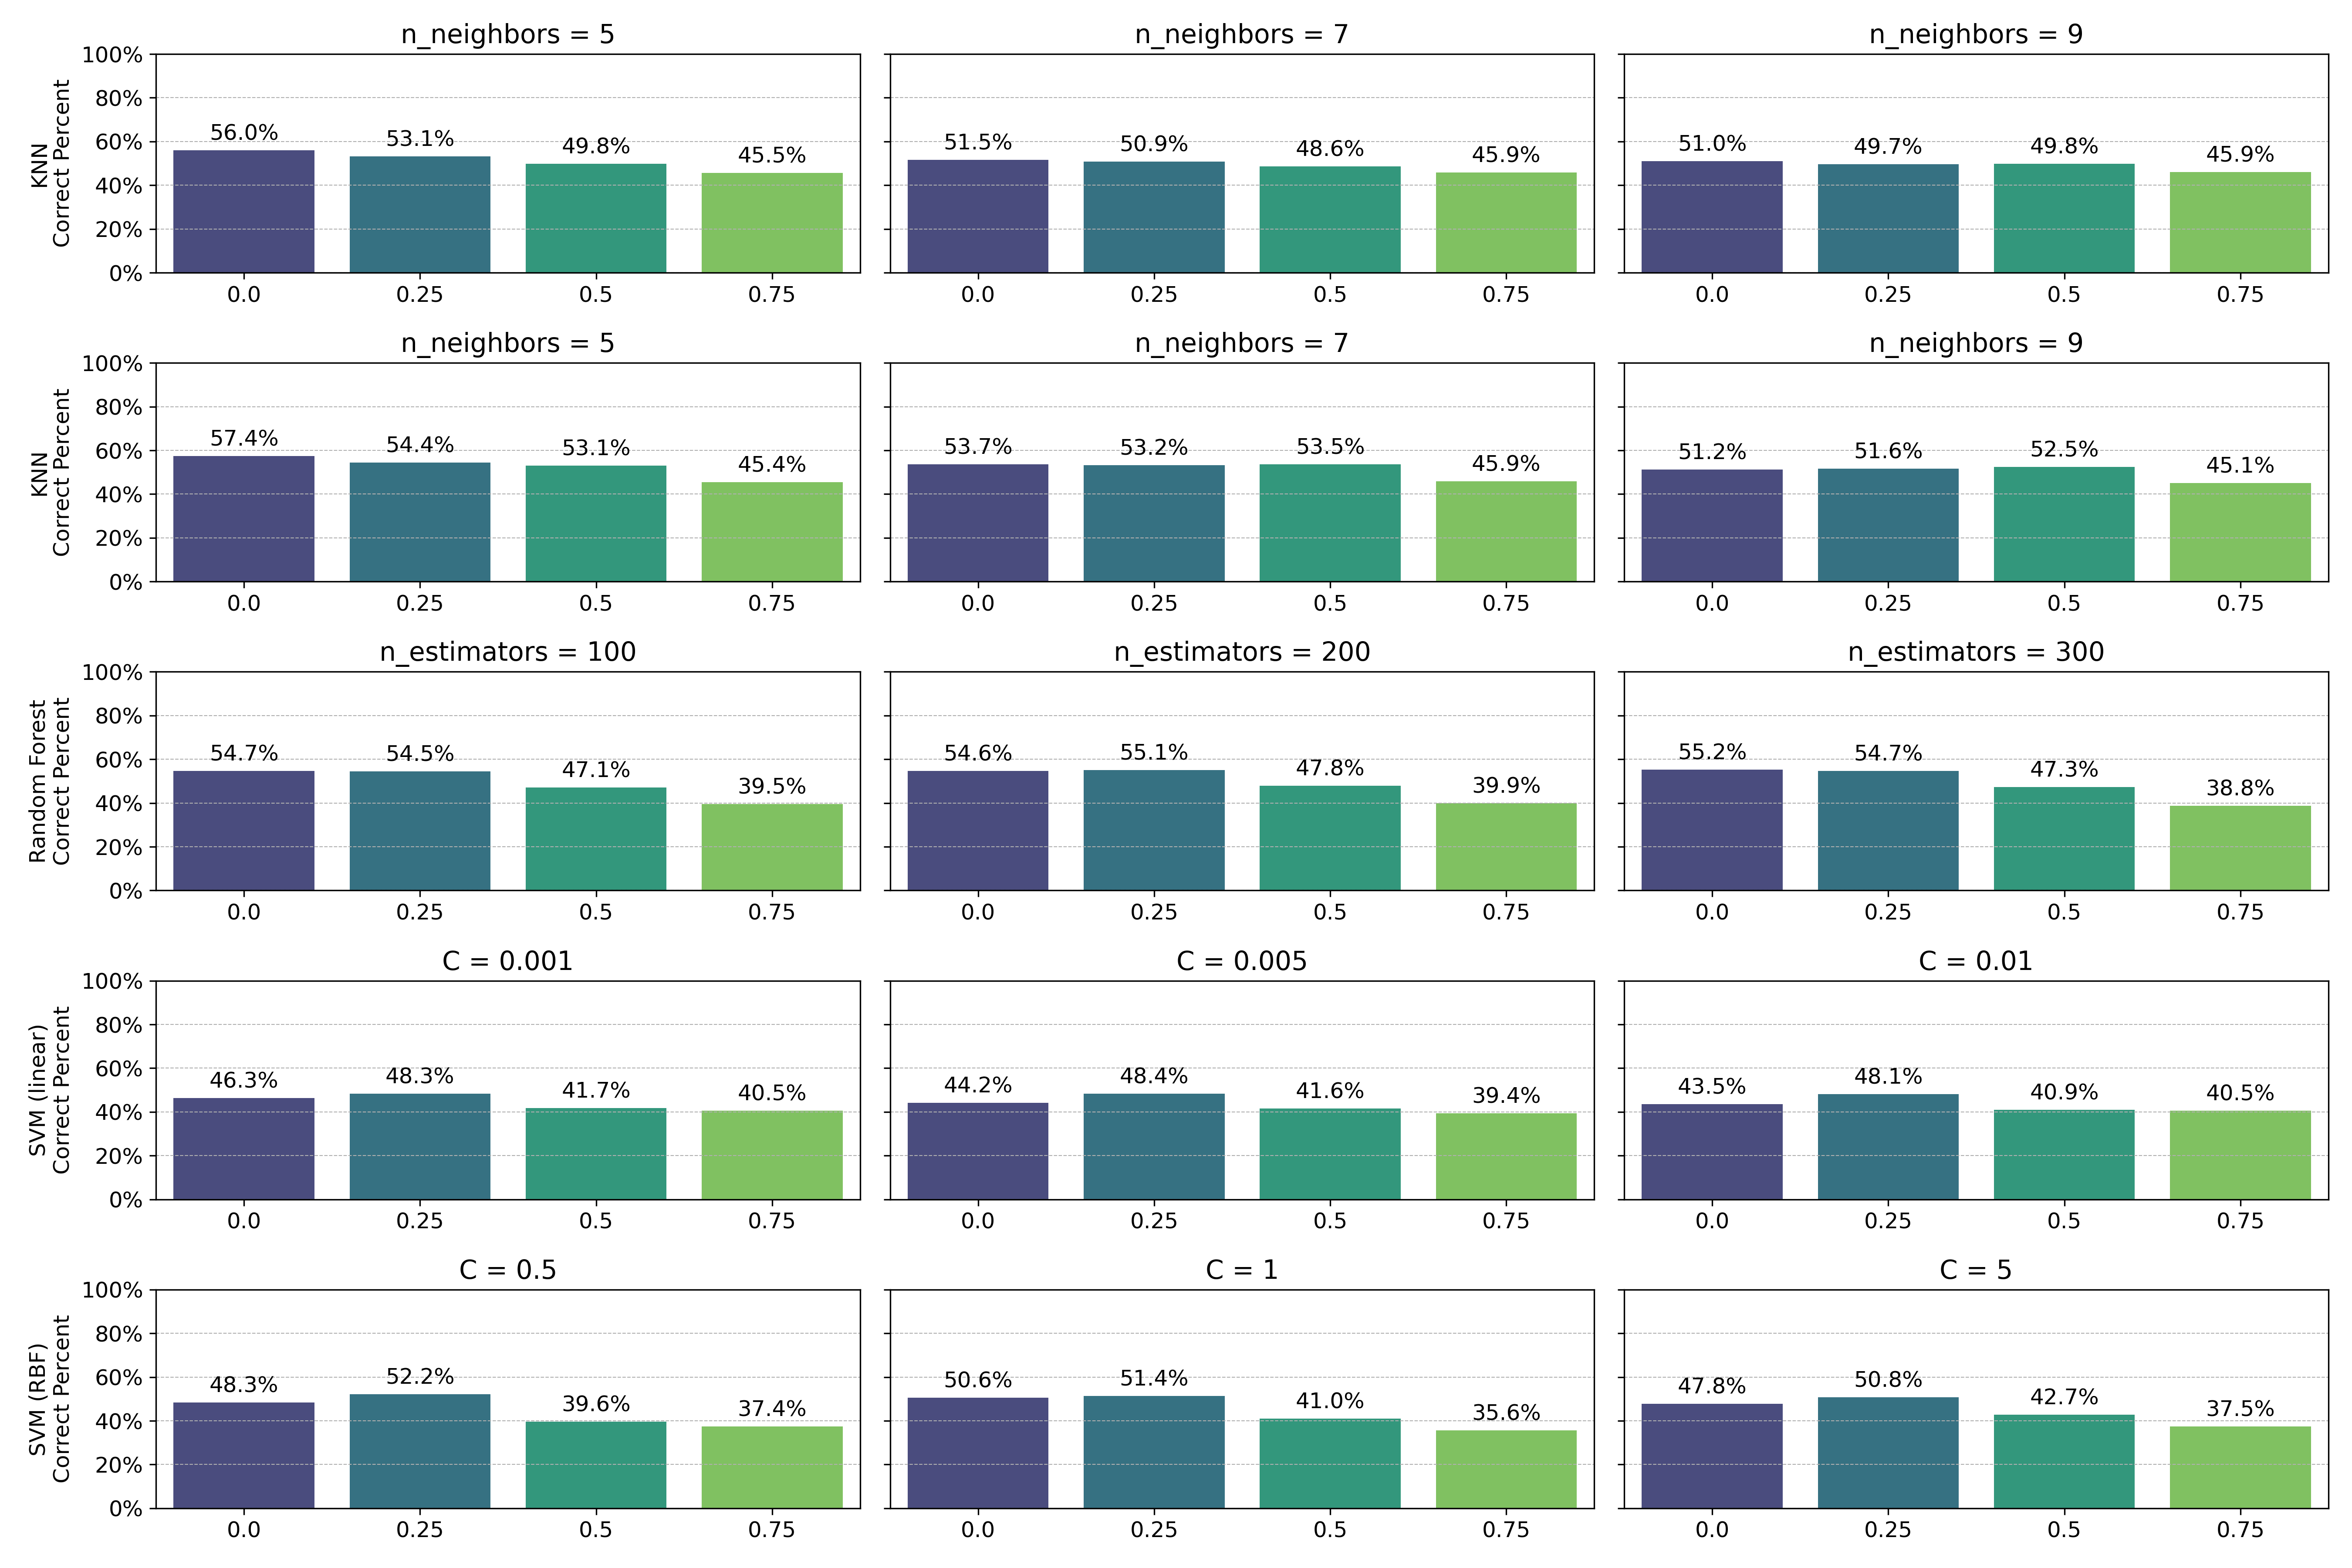 n_neighbors = 5
n_neighbors = 7
n_neighbors = 9
KNN
Correct Percent
100%
80%
60%
40%
20%
0%
56.0% 53.1% 49.8% 45.5%
51.5% 50.9% 48.6% 45.9%
51.0% 49.7% 49.8% 45.9%
0.0 0.25 0.5 0.75
0.0 0.25 0.5 0.75
0.0 0.25 0.5 0.75
n_neighbors = 5
n_neighbors = 7
n_neighbors = 9
KNN
Correct Percent
100%
80%
60%
40%
20%
0%
57.4% 54.4% 53.1% 45.4%
53.7% 53.2% 53.5% 45.9%
51.2% 51.6% 52.5% 45.1%
0.0 0.25 0.5 0.75
0.0 0.25 0.5 0.75
0.0 0.25 0.5 0.75
n_estimators = 100
n_estimators = 200
n_estimators = 300
Random Forest
Correct Percent
100%
80%
60%
40%
20%
0%
54.7% 54.5% 47.1% 39.5%
54.6% 55.1% 47.8% 39.9%
55.2% 54.7% 47.3% 38.8%
0.0 0.25 0.5 0.75
0.0 0.25 0.5 0.75
0.0 0.25 0.5 0.75
C = 0.001
C = 0.005
C = 0.01
SVM (linear)
Correct Percent
100%
80%
60%
40%
20%
0%
46.3% 48.3% 41.7% 40.5%
44.2% 48.4% 41.6% 39.4%
43.5% 48.1% 40.9% 40.5%
0.0 0.25 0.5 0.75
0.0 0.25 0.5 0.75
0.0 0.25 0.5 0.75
C = 0.5
C = 1
C = 5
SVM (RBF)
Correct Percent
100%
80%
60%
40%
20%
0%
48.3% 52.2% 39.6% 37.4%
50.6% 51.4% 41.0% 35.6%
47.8% 50.8% 42.7% 37.5%
0.0 0.25 0.5 0.75
0.0 0.25 0.5 0.75
0.0 0.25 0.5 0.75